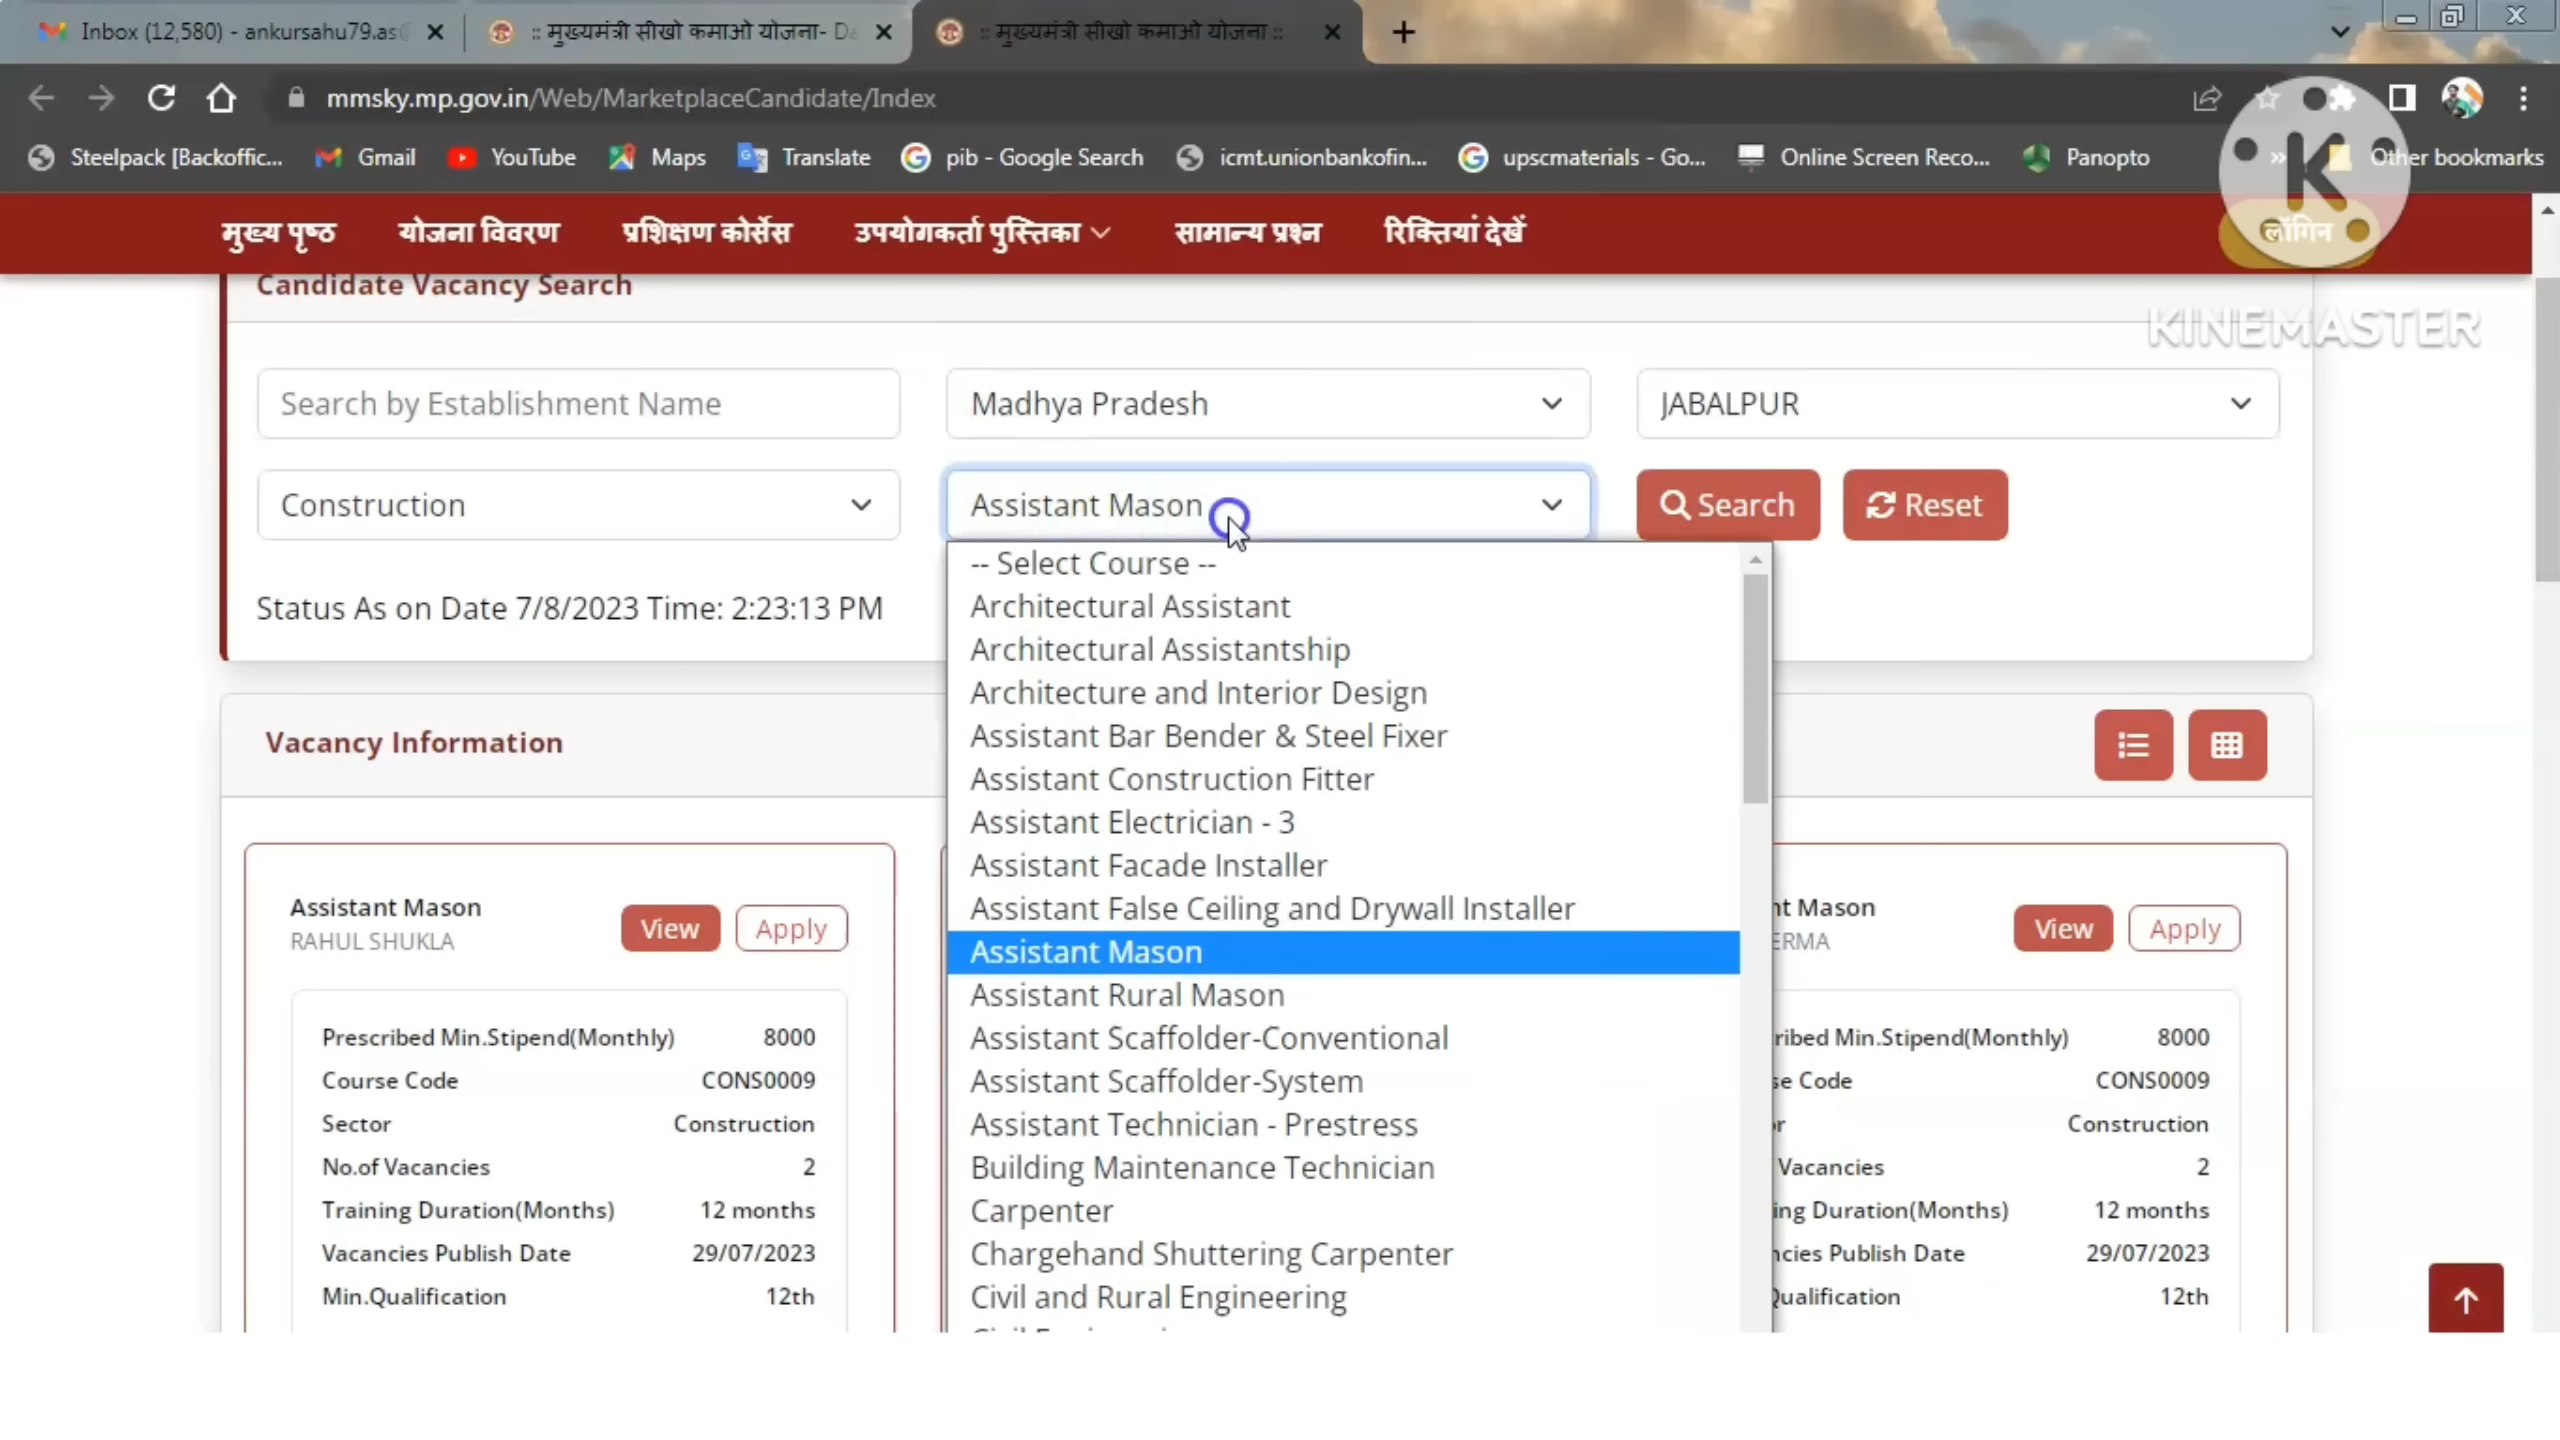 Inbox (12,580) - ankursahu79.as@
:: मुख्यमंत्री सीखो कमाओ योजना- Da
:: मुख्यमंत्री सीखो कमाओ योजना ::
mmsky.mp.gov.in/Web/MarketplaceCandidate/Index
Steelpack [Backoffic... Gmail YouTube Maps Translate pib - Google Search icmt.unionbankofin... upscmaterials - Go... Online Screen Reco... Panopto » Other bookmarks
K
मुख्य पृष्ठ योजना विवरण प्रशिक्षण कोर्सेस उपयोगकर्ता पुस्तिका सामान्य प्रश्न रिक्तियां देखें लॉगिन
Candidate Vacancy Search
KINEMASTER
Search by Establishment Name Madhya Pradesh JABALPUR
Construction Assistant Mason Search Reset
Status As on Date 7/8/2023 Time: 2:23:13 PM
-- Select Course --
Architectural Assistant
Architectural Assistantship
Architecture and Interior Design
Assistant Bar Bender & Steel Fixer
Assistant Construction Fitter
Assistant Electrician - 3
Assistant Facade Installer
Assistant False Ceiling and Drywall Installer
Assistant Mason
Assistant Rural Mason
Assistant Scaffolder-Conventional
Assistant Scaffolder-System
Assistant Technician - Prestress
Building Maintenance Technician
Carpenter
Chargehand Shuttering Carpenter
Civil and Rural Engineering
Vacancy Information
Assistant Mason View Apply
RAHUL SHUKLA
Prescribed Min.Stipend(Monthly) 8000
Course Code CONS0009
Sector Construction
No.of Vacancies 2
Training Duration(Months) 12 months
Vacancies Publish Date 29/07/2023
Min.Qualification 12th
nt Mason View Apply
ERMA
ribed Min.Stipend(Monthly) 8000
se Code CONS0009
r Construction
Vacancies 2
ing Duration(Months) 12 months
ncies Publish Date 29/07/2023
Qualification 12th